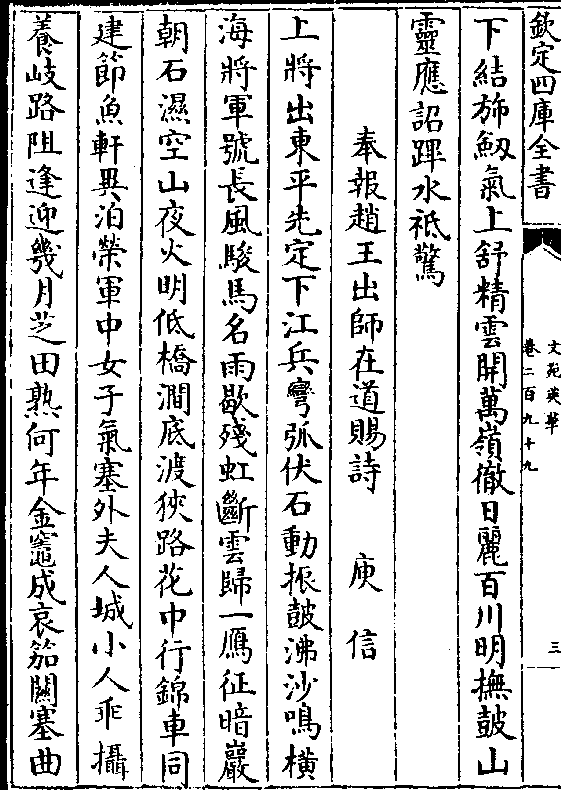 欽定四庫全書
文苑英華
卷二百九十九
三
下結斾劔氣上舒精雲開萬嶺徹日麗百川明撫鼓山
靈應詔蹕水祗驚
奉報趙王出師在道賜詩 庾信
上將出東平先定下江兵彎弧伏石動振鼓沸沙鳴橫
海將軍號長風駿馬名雨歇殘虹斷雲歸一鴈征暗巖
朝石濕空山夜火明低橋澗底渡狹路花中行錦車同
建節魚軒異泊榮軍中女子氣塞外夫人城小人乖攝
養岐路阻逢迎幾月芝田熟何年金竈成哀笳關塞曲